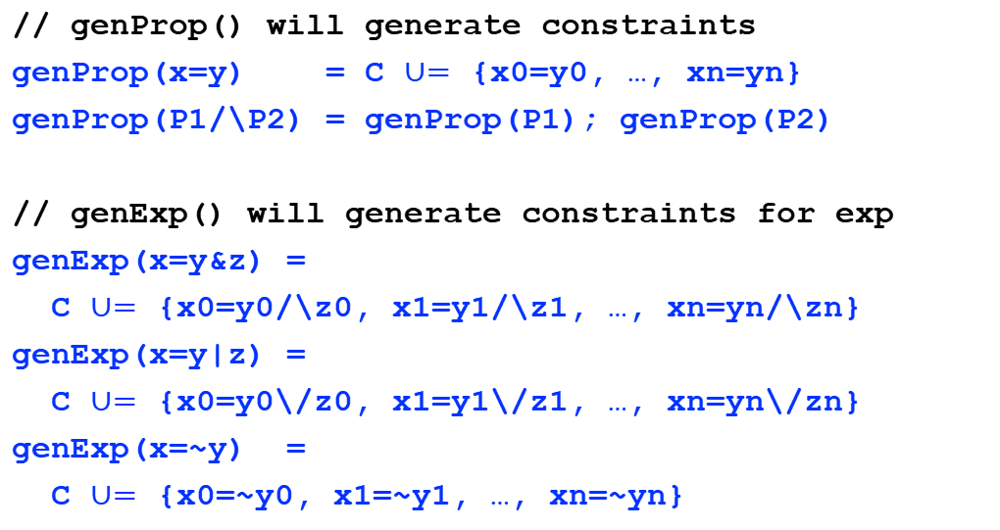 // genProp() will generate constraints
genProp(x=y)    = C ∪= {x0=y0, …, xn=yn}
genProp(P1/\P2) = genProp(P1); genProp(P2)
// genExp() will generate constraints for exp
genExp(x=y&z) =
  C ∪= {x0=y0/\z0, x1=y1/\z1, …, xn=yn/\zn}
genExp(x=y|z) =
  C ∪= {x0=y0\/z0, x1=y1\/z1, …, xn=yn\/zn}
genExp(x=~y)  =
  C ∪= {x0=~y0, x1=~y1, …, xn=~yn}